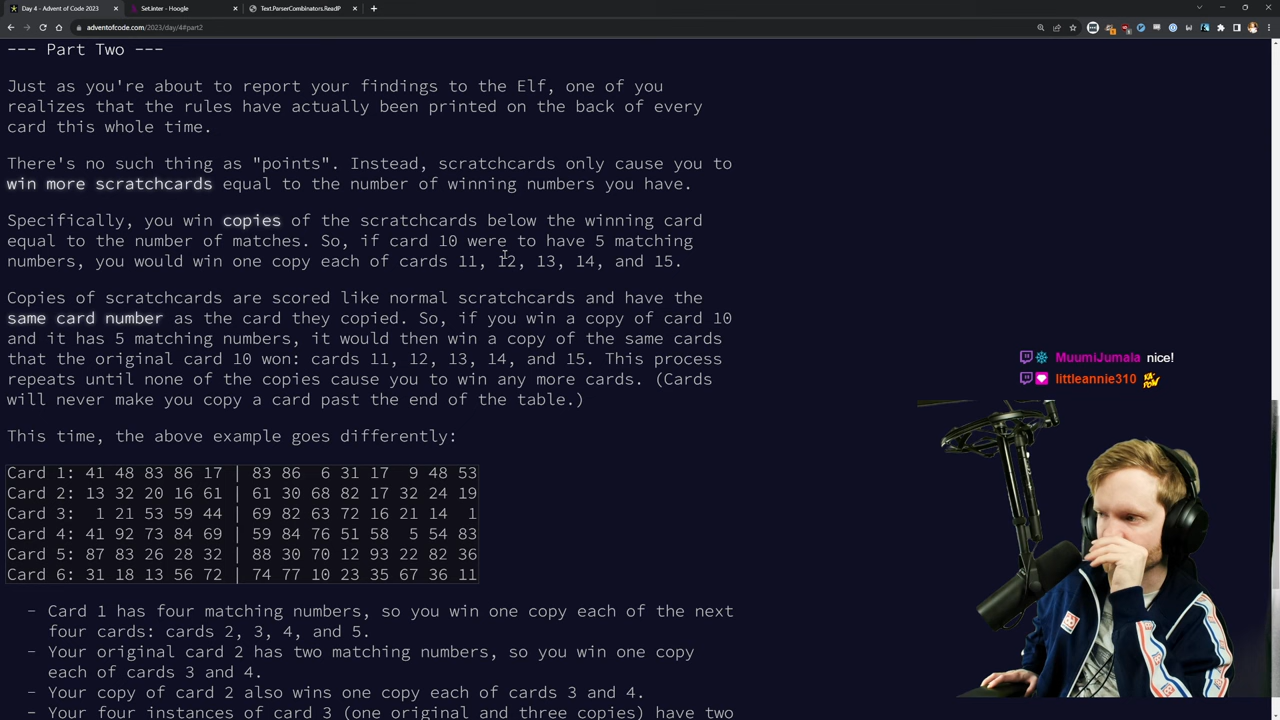 Day 4 - Advent of Code 2023
Set.inter - Hoogle
Text.ParserCombinators.ReadP
adventofcode.com/2023/day/4#part2
--- Part Two ---
Just as you're about to report your findings to the Elf, one of you
realizes that the rules have actually been printed on the back of every
card this whole time.
There's no such thing as "points". Instead, scratchcards only cause you to
win more scratchcards equal to the number of winning numbers you have.
Specifically, you win copies of the scratchcards below the winning card
equal to the number of matches. So, if card 10 were to have 5 matching
numbers, you would win one copy each of cards 11, 12, 13, 14, and 15.
Copies of scratchcards are scored like normal scratchcards and have the
same card number as the card they copied. So, if you win a copy of card 10
and it has 5 matching numbers, it would then win a copy of the same cards
that the original card 10 won: cards 11, 12, 13, 14, and 15. This process
repeats until none of the copies cause you to win any more cards. (Cards
will never make you copy a card past the end of the table.)
This time, the above example goes differently:
Card 1: 41 48 83 86 17 | 83 86  6 31 17  9 48 53
Card 2: 13 32 20 16 61 | 61 30 68 82 17 32 24 19
Card 3:  1 21 53 59 44 | 69 82 63 72 16 21 14  1
Card 4: 41 92 73 84 69 | 59 84 76 51 58  5 54 83
Card 5: 87 83 26 28 32 | 88 30 70 12 93 22 82 36
Card 6: 31 18 13 56 72 | 74 77 10 23 35 67 36 11
- Card 1 has four matching numbers, so you win one copy each of the next
four cards: cards 2, 3, 4, and 5.
- Your original card 2 has two matching numbers, so you win one copy
each of cards 3 and 4.
- Your copy of card 2 also wins one copy each of cards 3 and 4.
- Your four instances of card 3 (one original and three copies) have two
MuumiJumala nice!
littleannie310